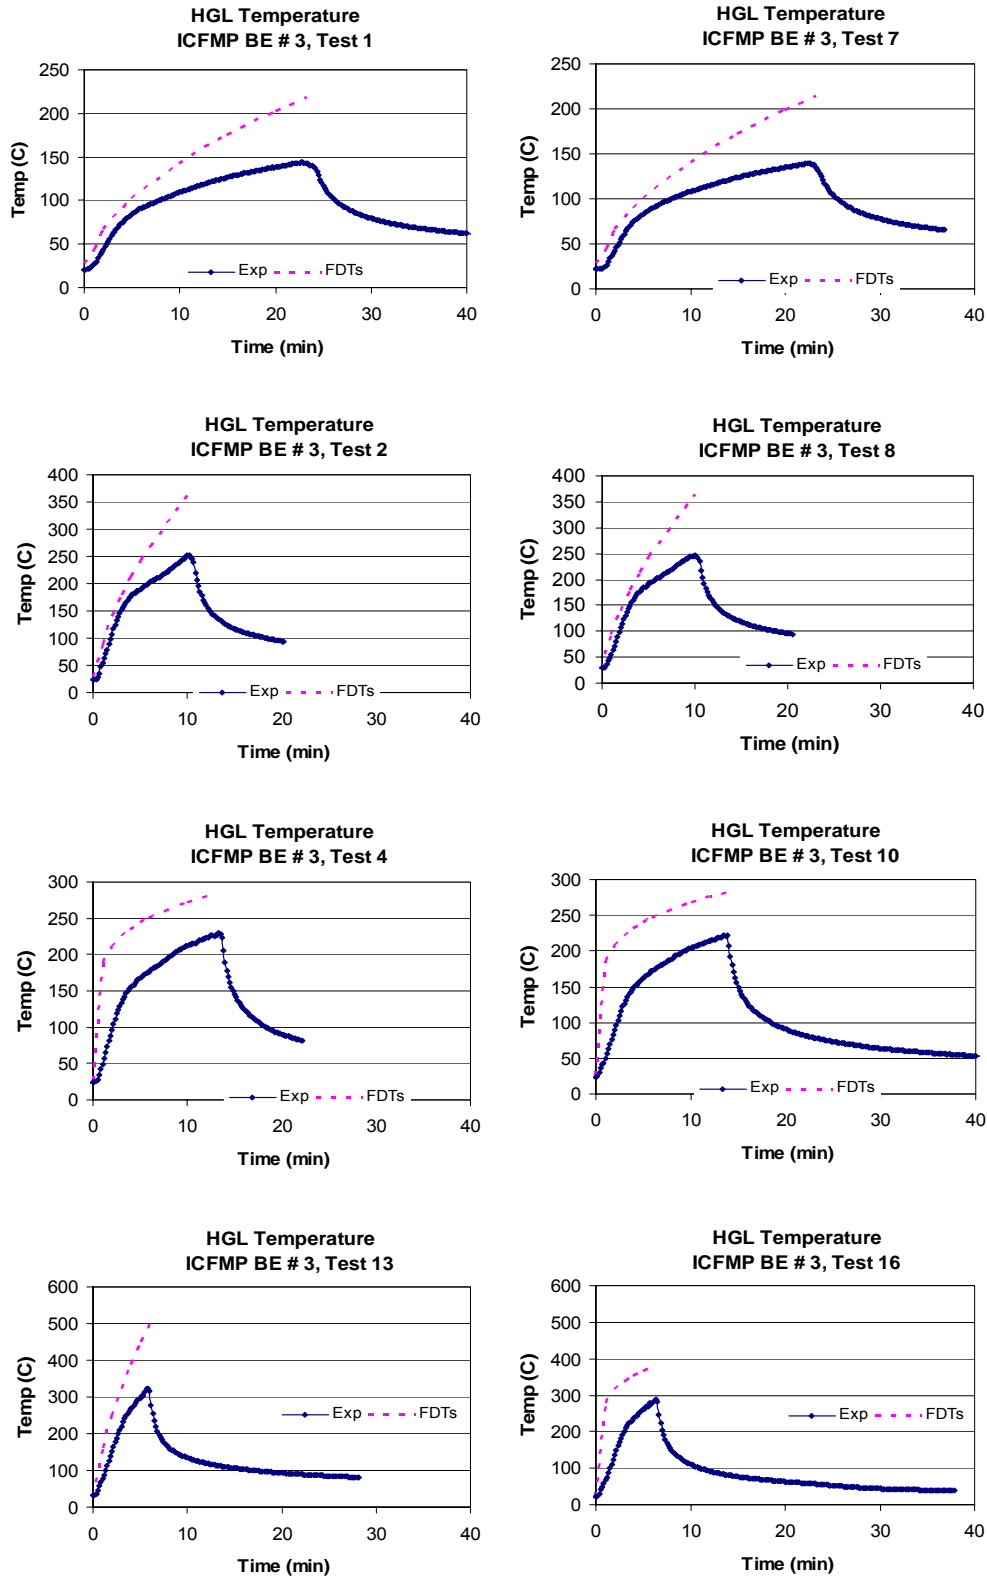 HGL Temperature
ICFMP BE # 3, Test 1
250
200
150
100
50
0
Temp (C)
Exp
FDTs
0 10 20 30 40
Time (min)
HGL Temperature
ICFMP BE # 3, Test 7
250
200
150
100
50
0
Temp (C)
Exp
FDTs
0 10 20 30 40
Time (min)
HGL Temperature
ICFMP BE # 3, Test 2
400
350
300
250
200
150
100
50
0
Temp (C)
Exp
FDTs
0 10 20 30 40
Time (min)
HGL Temperature
ICFMP BE # 3, Test 8
400
350
300
250
200
150
100
50
0
Temp (C)
Exp
FDTs
0 10 20 30 40
Time (min)
HGL Temperature
ICFMP BE # 3, Test 4
300
250
200
150
100
50
0
Temp (C)
Exp
FDTs
0 10 20 30 40
Time (min)
HGL Temperature
ICFMP BE # 3, Test 10
300
250
200
150
100
50
0
Temp (C)
Exp
FDTs
0 10 20 30 40
Time (min)
HGL Temperature
ICFMP BE # 3, Test 13
600
500
400
300
200
100
0
Temp (C)
Exp
FDTs
0 10 20 30 40
Time (min)
HGL Temperature
ICFMP BE # 3, Test 16
600
500
400
300
200
100
0
Temp (C)
Exp
FDTs
0 10 20 30 40
Time (min)